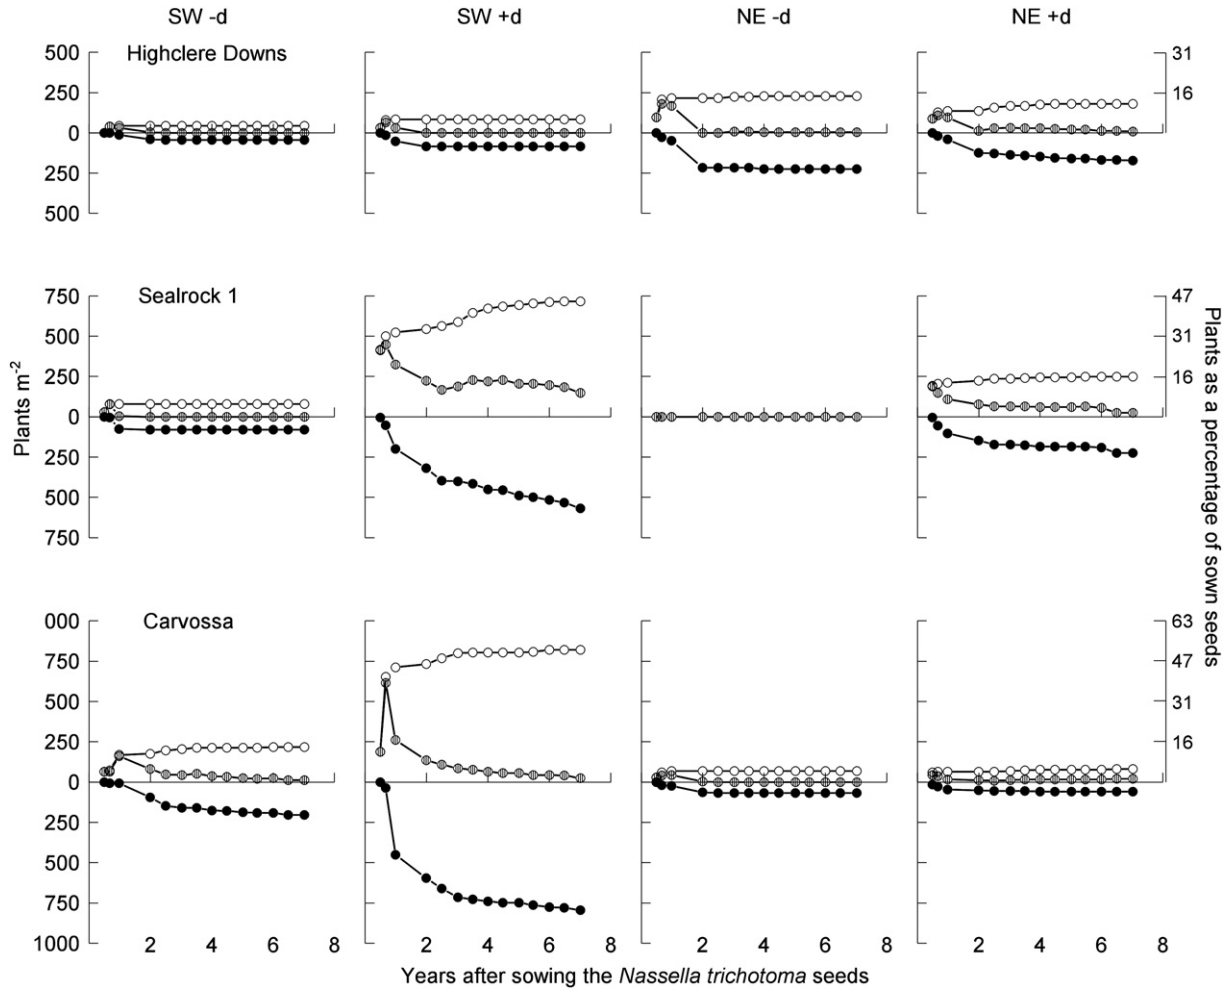 SW -d SW +d NE -d NE +d
Highclere Downs
500 31
250 16
0
250
500
Sealrock 1
750 47
500 31
250 16
0
250
500
750
Carvossa
000 63
750 47
500 31
250 16
0
250
500
750
1000
2 4 6 8 2 4 6 8 2 4 6 8 2 4 6 8
Years after sowing the Nassella trichotoma seeds
Plants m-2
Plants as a percentage of sown seeds